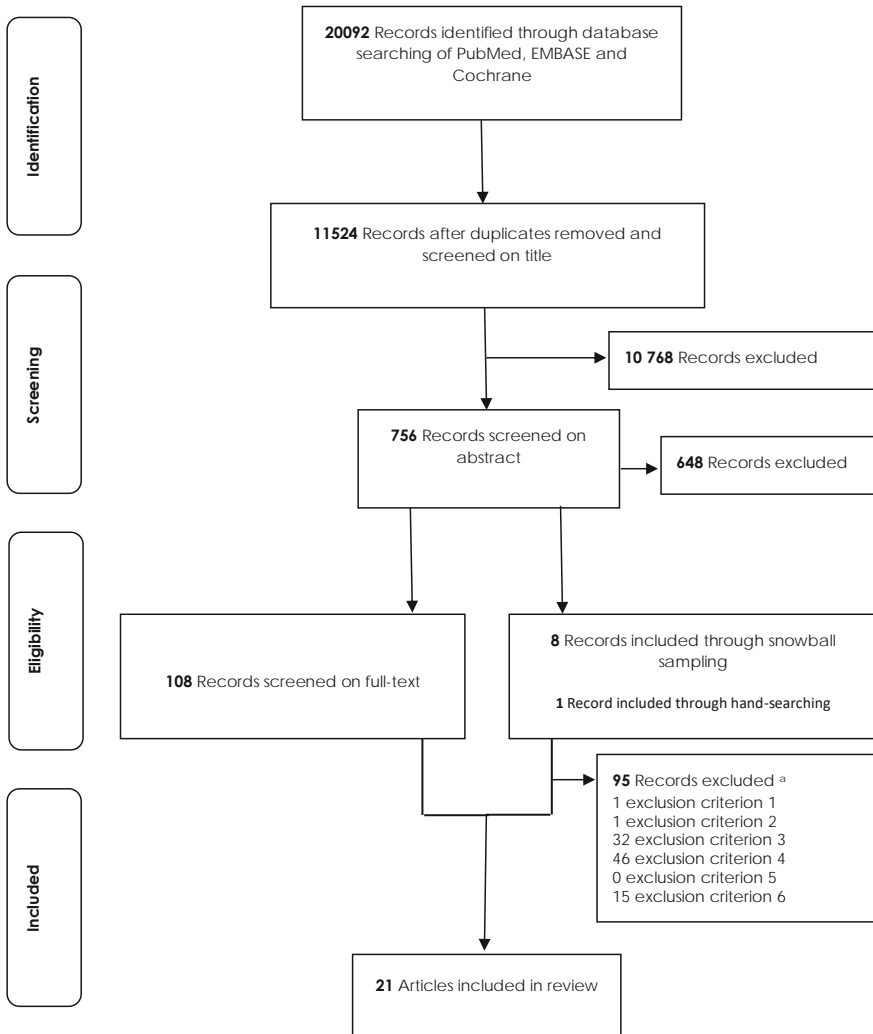 Identification
20092 Records identified through database
searching of PubMed, EMBASE and
Cochrane
11524 Records after duplicates removed and
screened on title
Screening
10 768 Records excluded
756 Records screened on
abstract
648 Records excluded
Eligibility
108 Records screened on full-text
8 Records included through snowball
sampling
1 Record included through hand-searching
95 Records excluded a
1 exclusion criterion 1
1 exclusion criterion 2
32 exclusion criterion 3
46 exclusion criterion 4
0 exclusion criterion 5
15 exclusion criterion 6
Included
21 Articles included in review